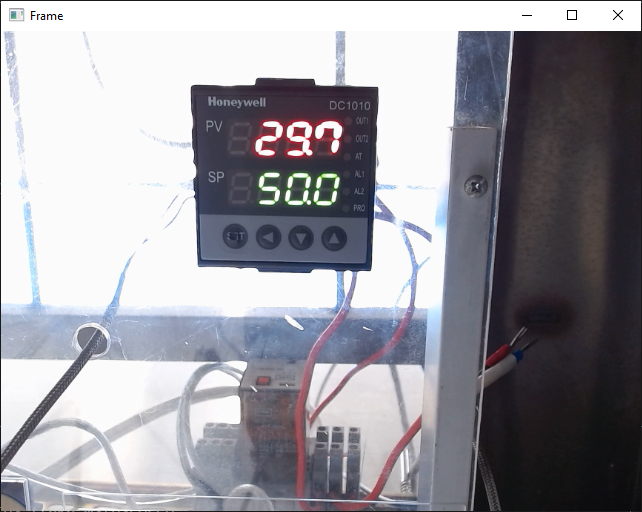 Frame
Honeywell
DC1010
PV 29.7
OUT1
OUT2
AT
SP 50.0
AL1
AL2
PRO
SET